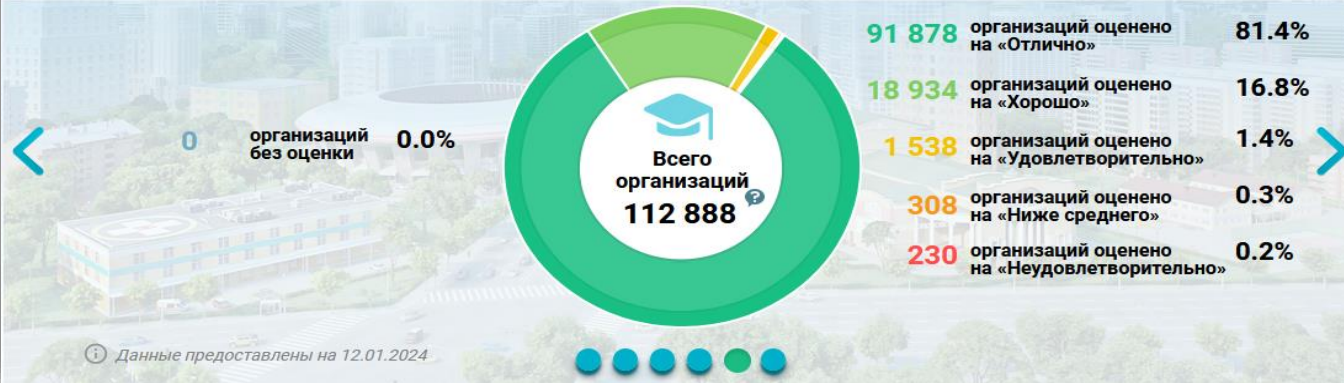 0
организаций
без оценки
0.0%
Всего
организаций
?
112 888
91 878
организаций оценено
на «Отлично»
81.4%
18 934
организаций оценено
на «Хорошо»
16.8%
1 538
организаций оценено
на «Удовлетворительно»
1.4%
308
организаций оценено
на «Ниже среднего»
0.3%
230
организаций оценено
на «Неудовлетворительно»
0.2%
Данные предоставлены на 12.01.2024